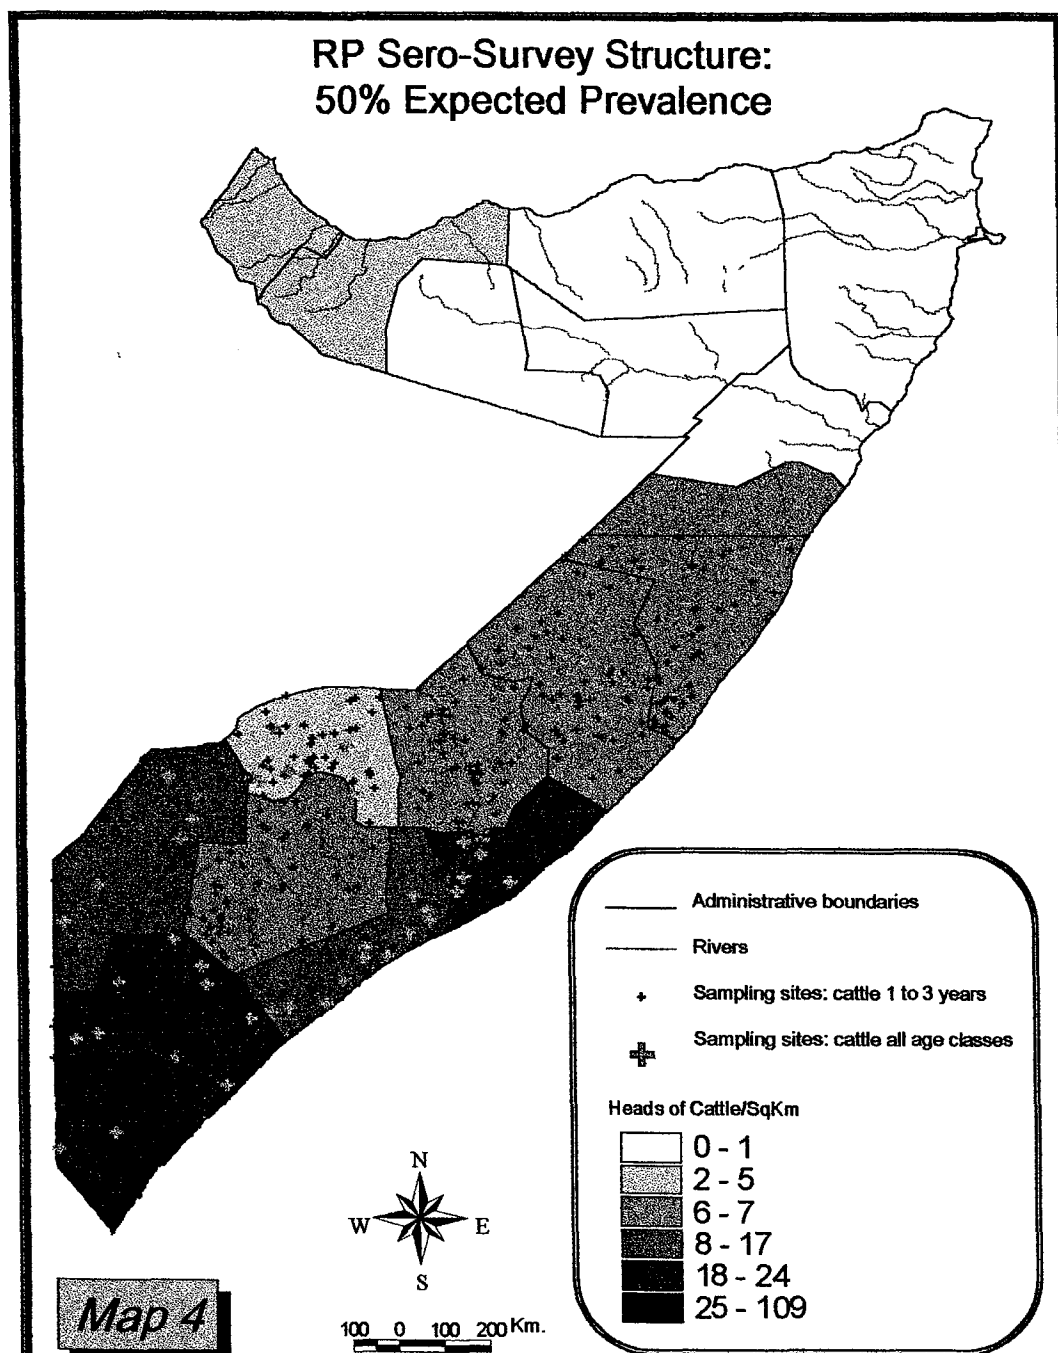 RP Sero-Survey Structure:
50% Expected Prevalence
Administrative boundaries
Rivers
Sampling sites: cattle 1 to 3 years
Sampling sites: cattle all age classes
Heads of Cattle/SqKm
0 - 1
2 - 5
6 - 7
8 - 17
18 - 24
25 - 109
N
W E
S
Map 4
100 0 100 200 Km.